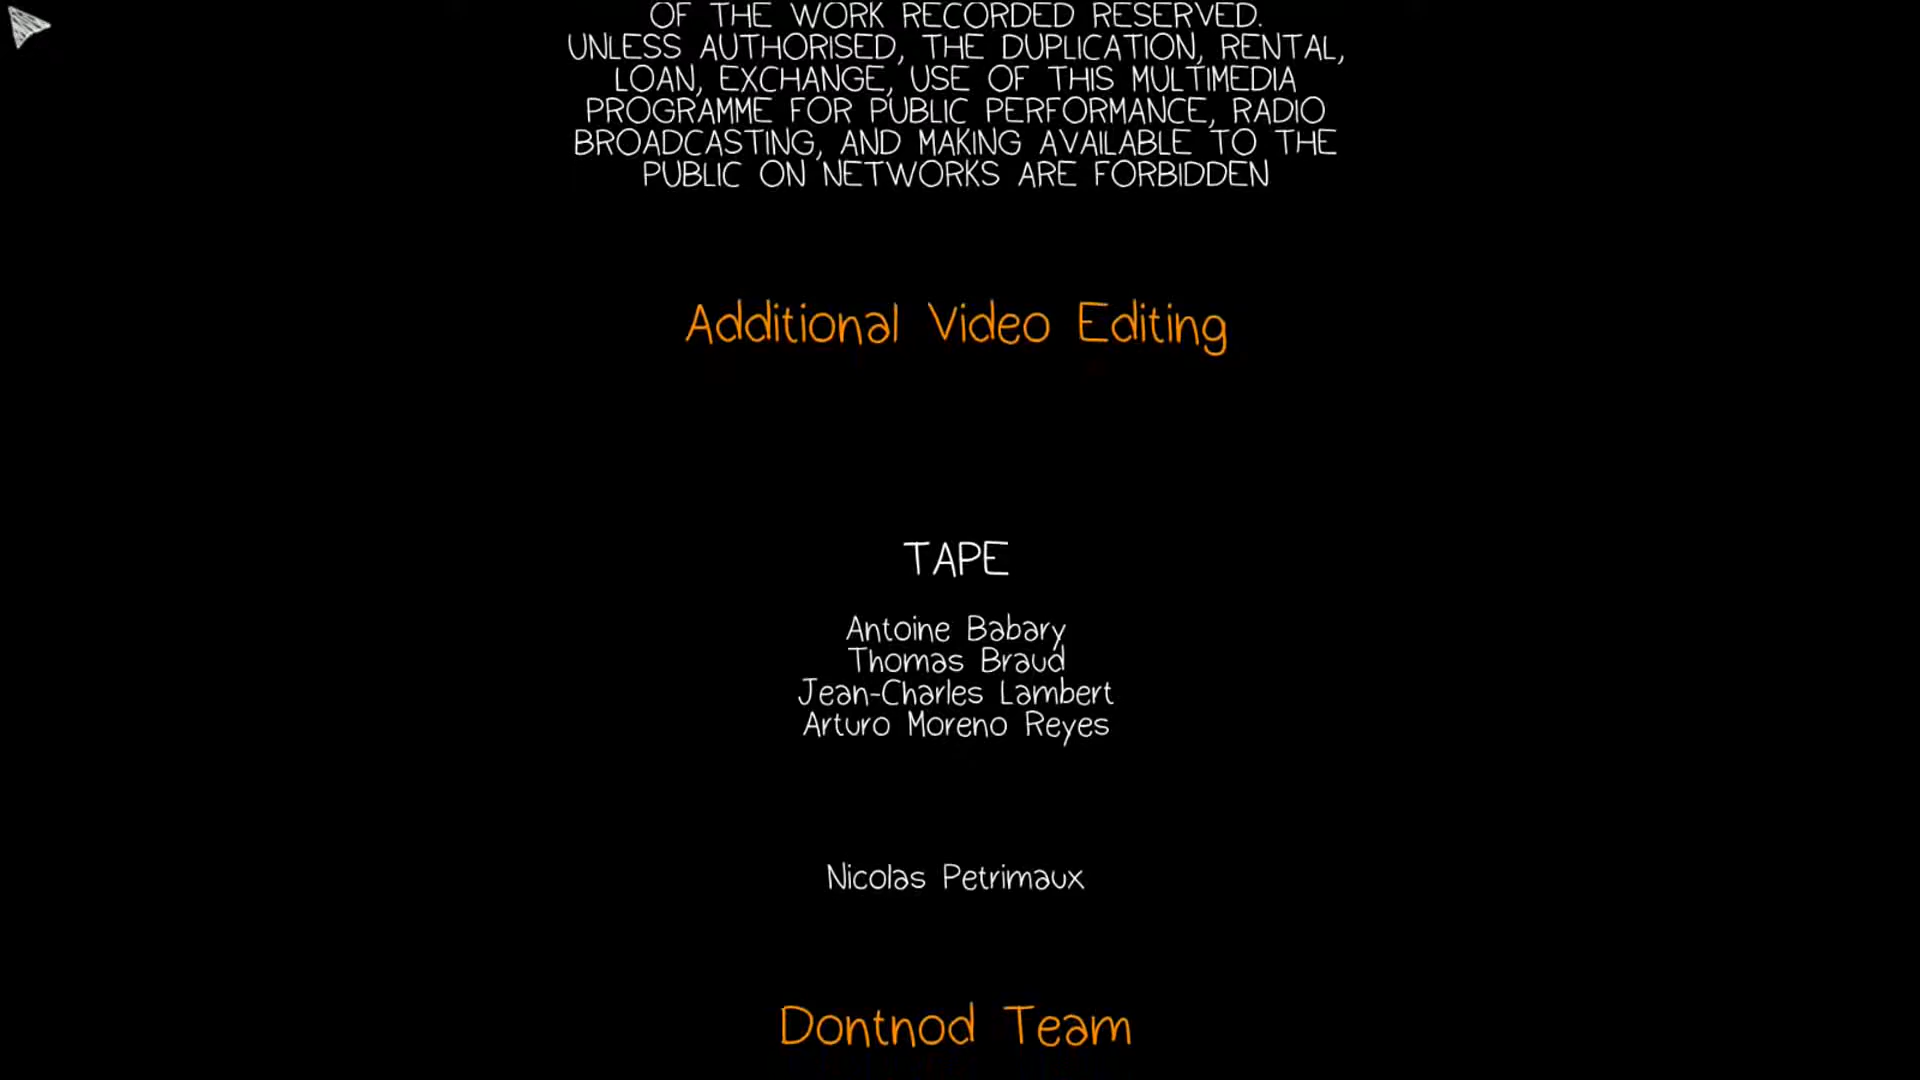 OF THE WORK RECORDED RESERVED.
UNLESS AUTHORISED, THE DUPLICATION, RENTAL,
LOAN, EXCHANGE, USE OF THIS MULTIMEDIA
PROGRAMME FOR PUBLIC PERFORMANCE, RADIO
BROADCASTING, AND MAKING AVAILABLE TO THE
PUBLIC ON NETWORKS ARE FORBIDDEN
Additional Video Editing
TAPE
Antoine Babary
Thomas Braud
Jean-Charles Lambert
Arturo Moreno Reyes
Nicolas Petrimaux
Dontnod Team